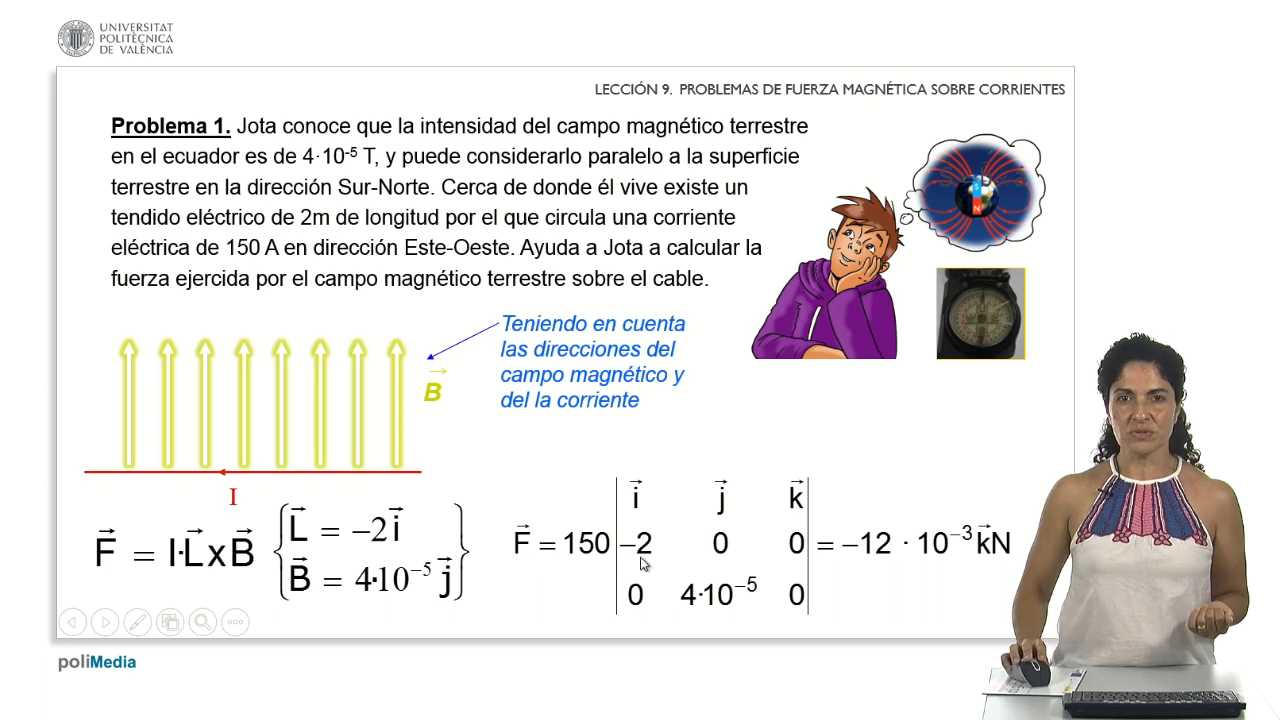 UNIVERSITAT
POLITÈCNICA
DE VALÈNCIA
LECCIÓN 9. PROBLEMAS DE FUERZA MAGNÉTICA SOBRE CORRIENTES
Problema 1. Jota conoce que la intensidad del campo magnético terrestre
en el ecuador es de 4·10⁻⁵ T, y puede considerarlo paralelo a la superficie
terrestre en la dirección Sur-Norte. Cerca de donde él vive existe un
tendido eléctrico de 2m de longitud por el que circula una corriente
eléctrica de 150 A en dirección Este-Oeste. Ayuda a Jota a calcular la
fuerza ejercida por el campo magnético terrestre sobre el cable.
S
N
Teniendo en cuenta
las direcciones del
campo magnético y
del la corriente
B⃗
I
F⃗ = I·L⃗xB⃗
L⃗ = −2i⃗
B⃗ = 4·10⁻⁵ j⃗
i⃗ j⃗ k⃗
F⃗ = 150 −2 0 0 = −12 · 10⁻³k⃗N
0 4·10⁻⁵ 0
poliMedia